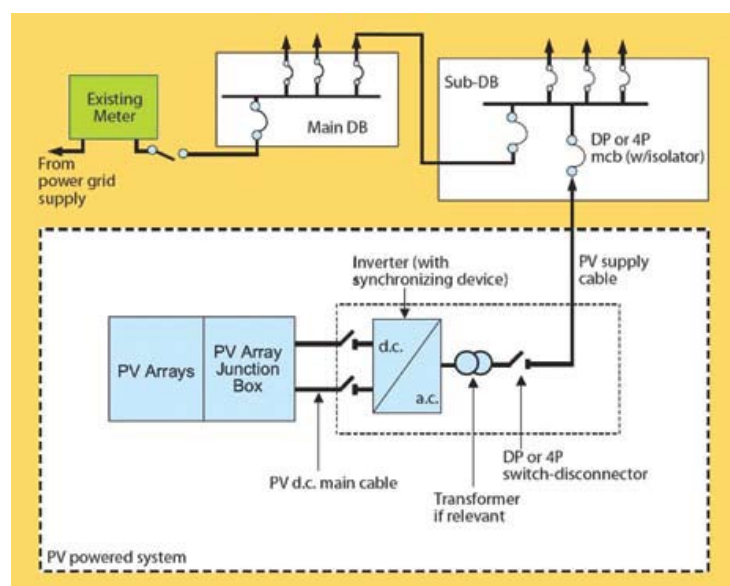 Existing
Meter
From
power grid
supply
Main DB
Sub-DB
DP or 4P
mcb (w/isolator)
PV supply
cable
Inverter (with
synchronizing device)
PV Arrays
PV Array
Junction
Box
d.c.
a.c.
PV d.c. main cable
Transformer
if relevant
DP or 4P
switch-disconnector
PV powered system